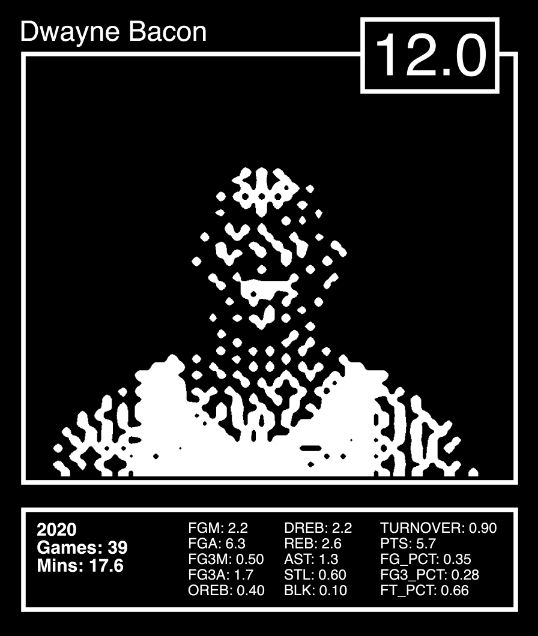 Dwayne Bacon
12.0
2020
Games: 39
Mins: 17.6
FGM: 2.2
FGA: 6.3
FG3M: 0.50
FG3A: 1.7
OREB: 0.40
DREB: 2.2
REB: 2.6
AST: 1.3
STL: 0.60
BLK: 0.10
TURNOVER: 0.90
PTS: 5.7
FG_PCT: 0.35
FG3_PCT: 0.28
FT_PCT: 0.66